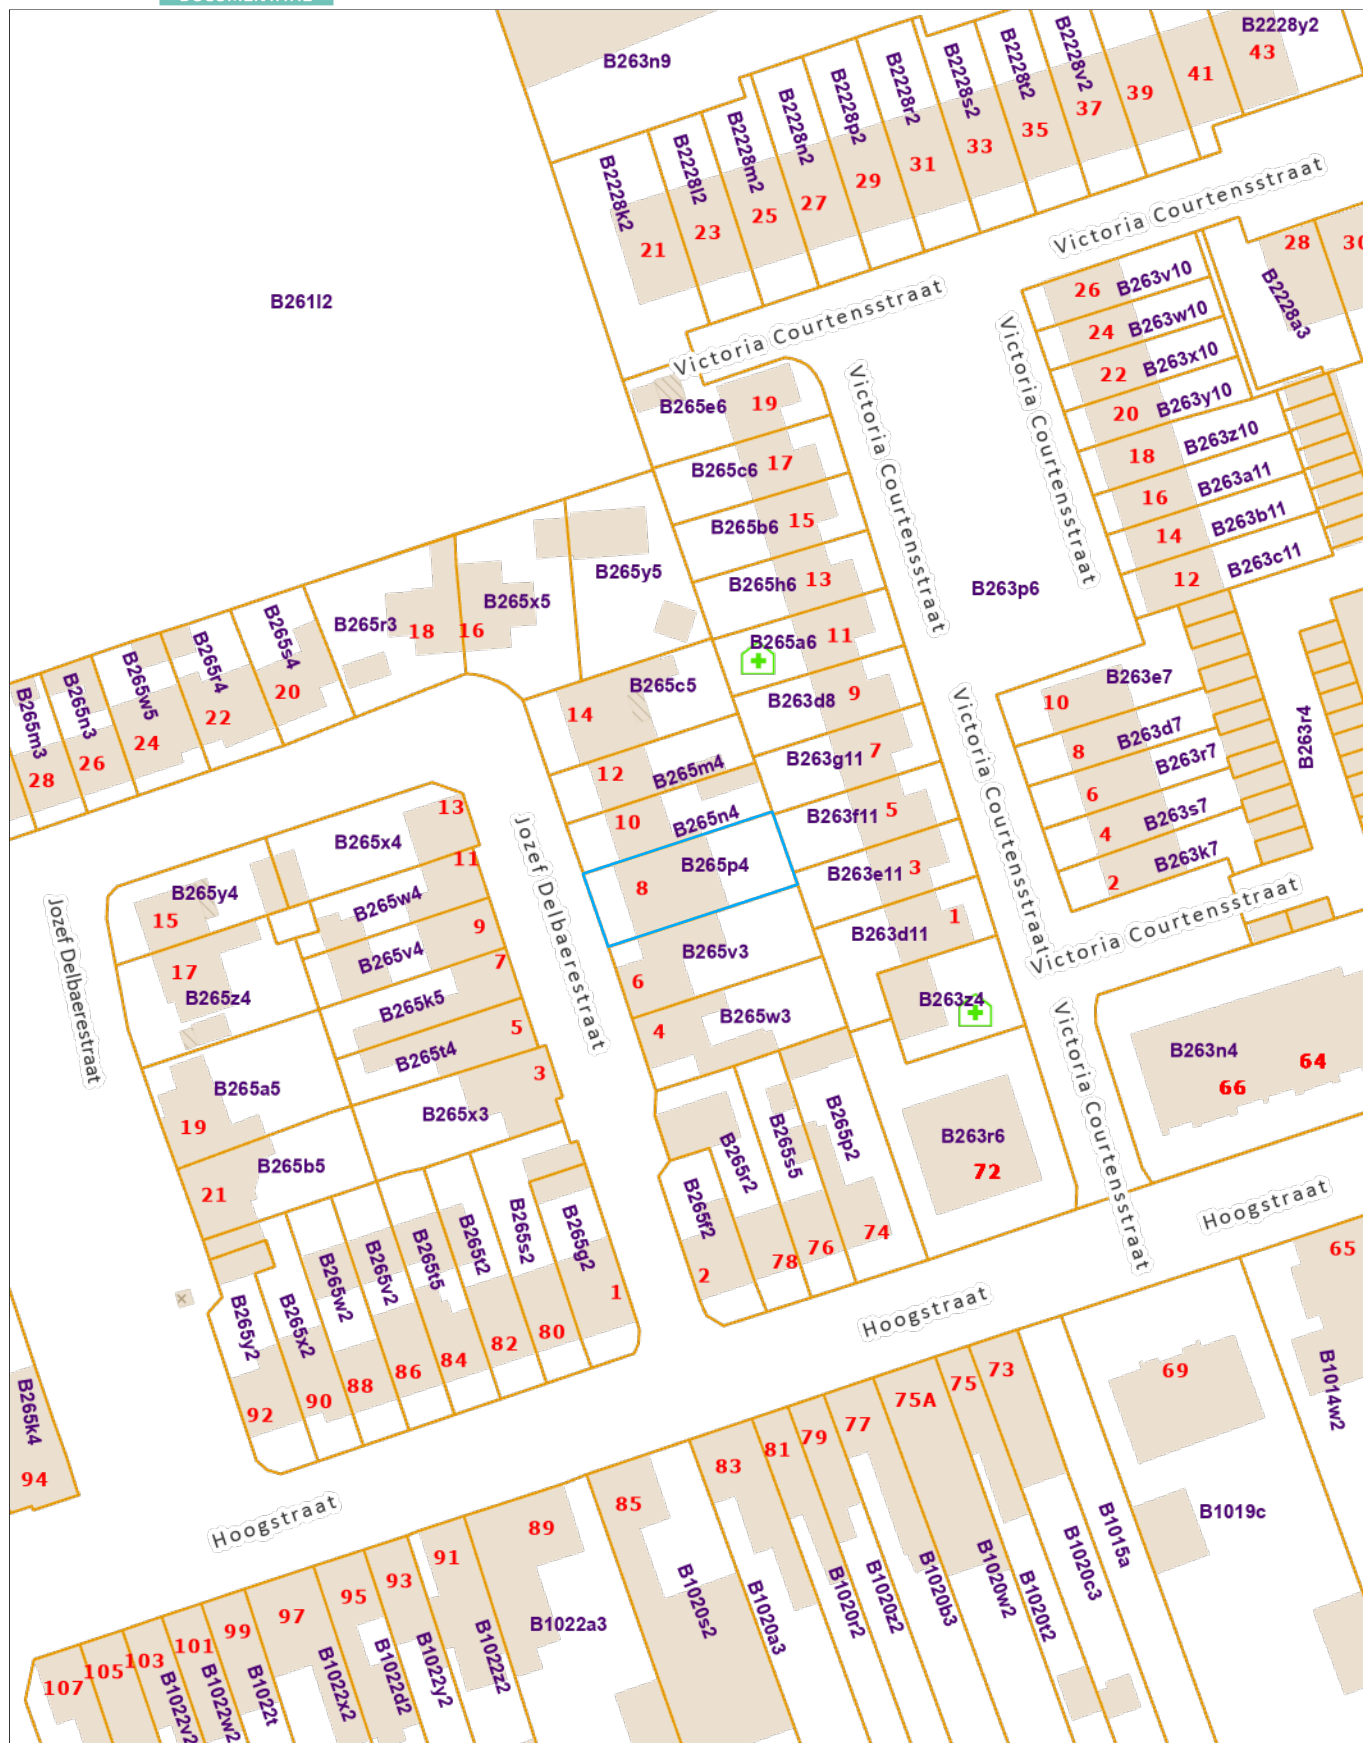 B263n9
B2228y2
43
41
39
B2228v2
37
B2228t2
35
B2228s2
33
B2228r2
31
B2228p2
29
B2228n2
27
B2228m2
25
B2228l2
23
B2228k2
21
Victoria Courtensstraat
Victoria Courtensstraat
B261l2
28
B2228a3
26
B263v10
24
B263w10
22
B263x10
20
B263y10
18
B263z10
16
B263a11
14
B263b11
12
B263c11
Victoria Courtensstraat
Victoria Courtensstraat
B265e6
19
B265c6
17
B265b6
15
B265h6
13
B265a6
11
B263d8
9
B263g11
7
B263f11
5
B263e11
3
B263d11
1
B263z4
B263p6
B265y5
B265x5
16
B265r3
18
B265s4
20
B265r4
22
B265w5
24
B265n3
26
B265m3
28
B265c5
14
12
B265m4
10
B265n4
B265p4
8
B265v3
6
B265w3
4
B263e7
10
B263d7
8
B263r7
6
B263s7
4
B263k7
2
B263r4
Victoria Courtensstraat
Victoria Courtensstraat
Victoria Courtensstraat
B263n4
64
66
B263r6
72
13
B265x4
11
B265w4
9
B265v4
7
B265k5
5
B265t4
3
B265x3
B265y4
15
17
B265z4
B265a5
19
B265b5
21
Jozef Delbaerestraat
Jozef Delbaerestraat
B265f2
2
B265r2
78
B265s5
76
B265p2
74
B265g2
1
B265s2
80
B265t2
82
B265t5
84
B265v2
86
B265w2
88
B265x2
90
B265y2
92
B265k4
94
Hoogstraat
Hoogstraat
Hoogstraat
65
B1014w2
69
B1019c
B1015a
73
B1020c3
75
B1020t2
75A
B1020w2
77
B1020b3
79
B1020z2
81
B1020r2
83
B1020a3
85
B1020s2
89
B1022a3
91
B1022z2
93
B1022y2
95
B1022d2
97
B1022x2
99
B1022t
101
B1022w2
103
B1022v2
105
107